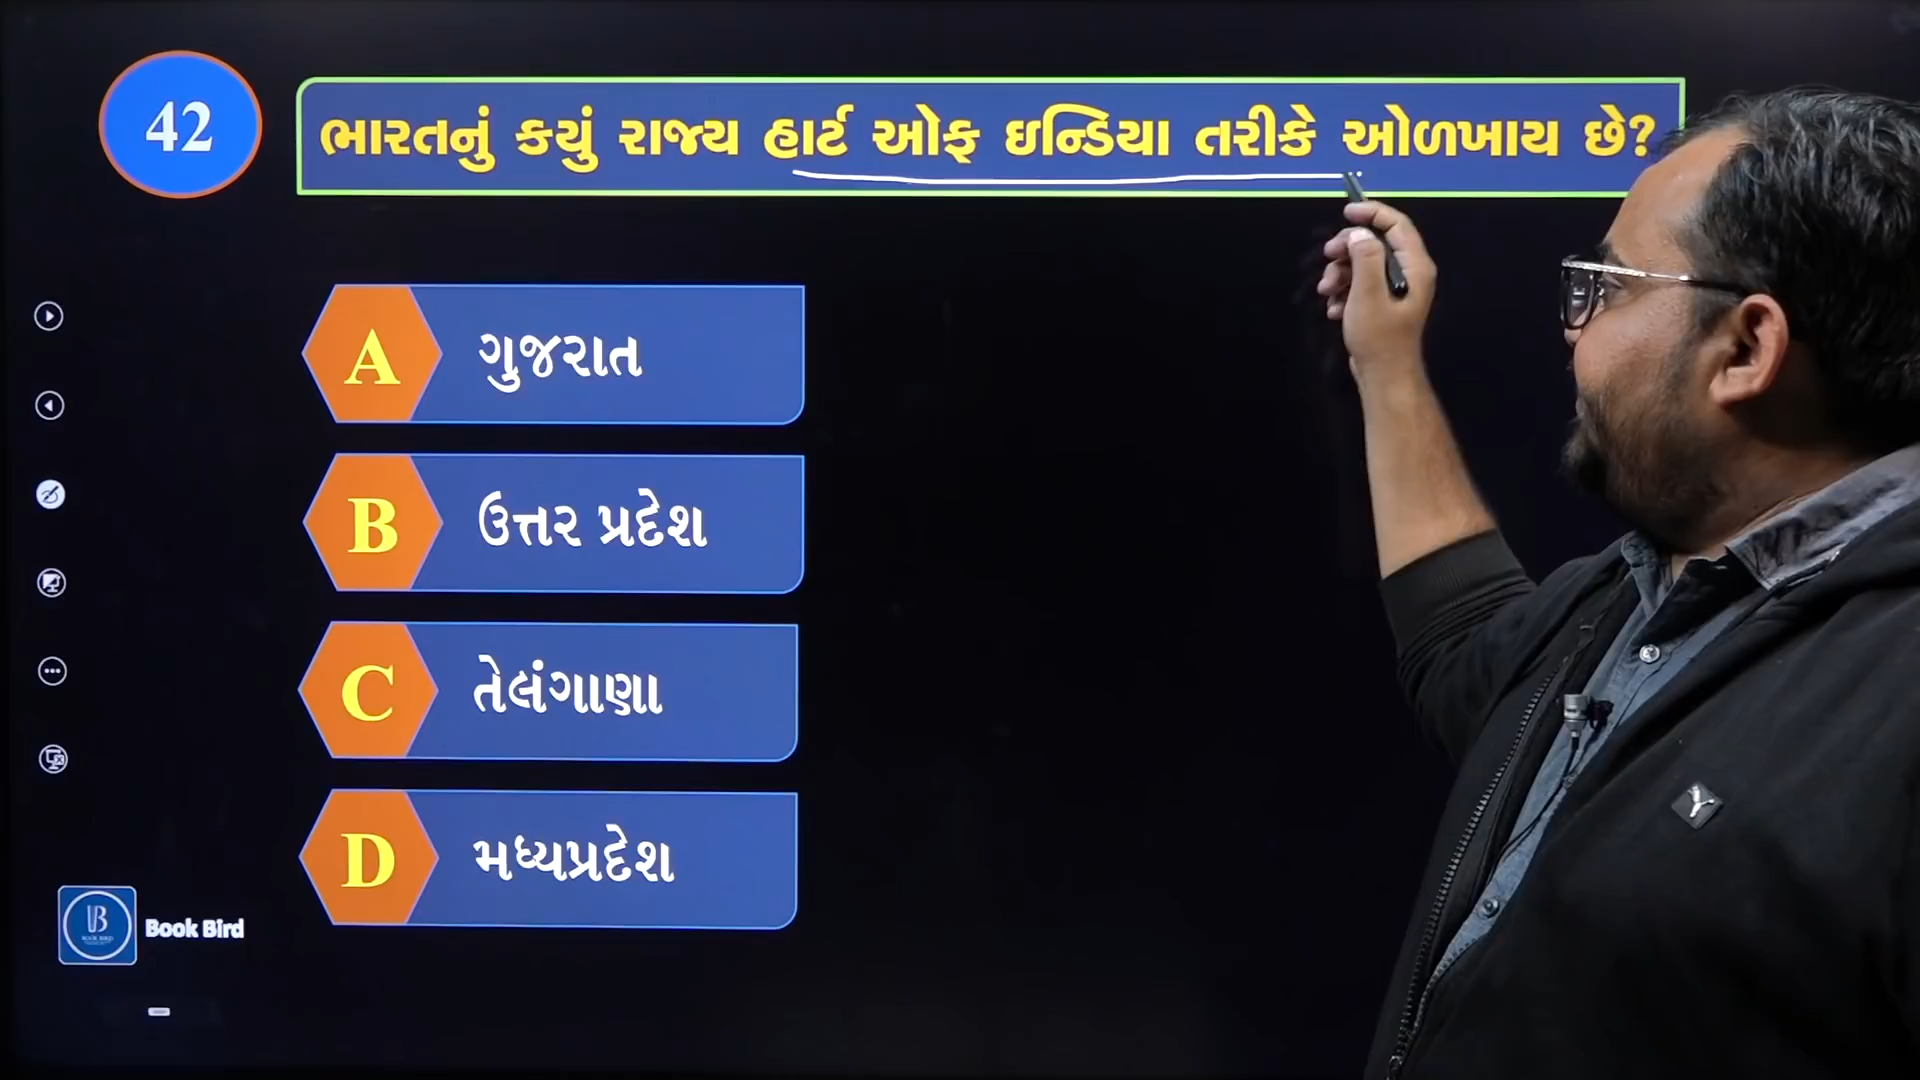 42
ભારતનું કયું રાજ્ય હાર્ટ ઓફ ઇન્ડિયા તરીકે ઓળખાય છે?
A ગુજરાત
B ઉત્તર પ્રદેશ
C તેલંગાણા
D મધ્યપ્રદેશ
Book Bird